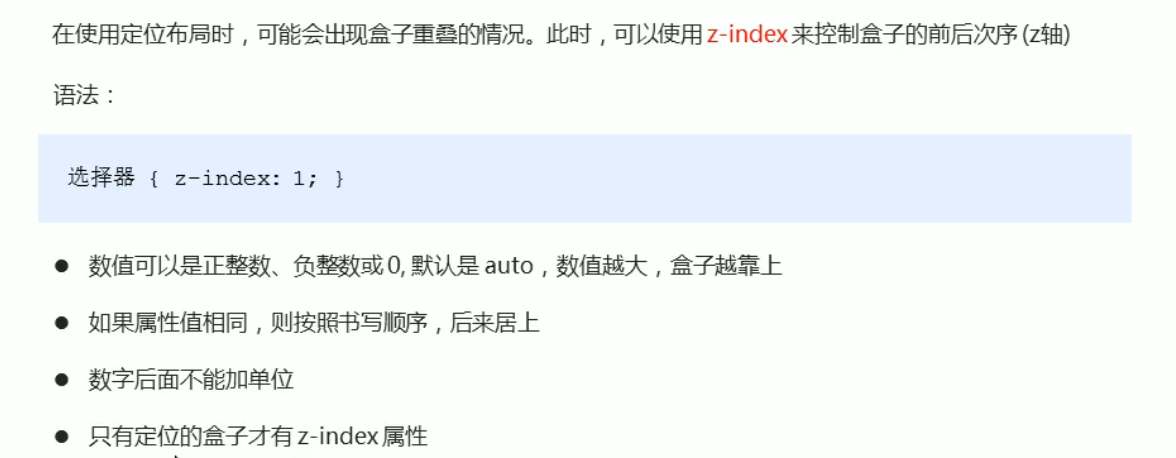 在使用定位布局时，可能会出现盒子重叠的情况。此时，可以使用 z-index 来控制盒子的前后次序 (z轴)
语法：
选择器 { z-index: 1; }
● 数值可以是正整数、负整数或 0, 默认是 auto，数值越大，盒子越靠上
● 如果属性值相同，则按照书写顺序，后来居上
● 数字后面不能加单位
● 只有定位的盒子才有 z-index 属性